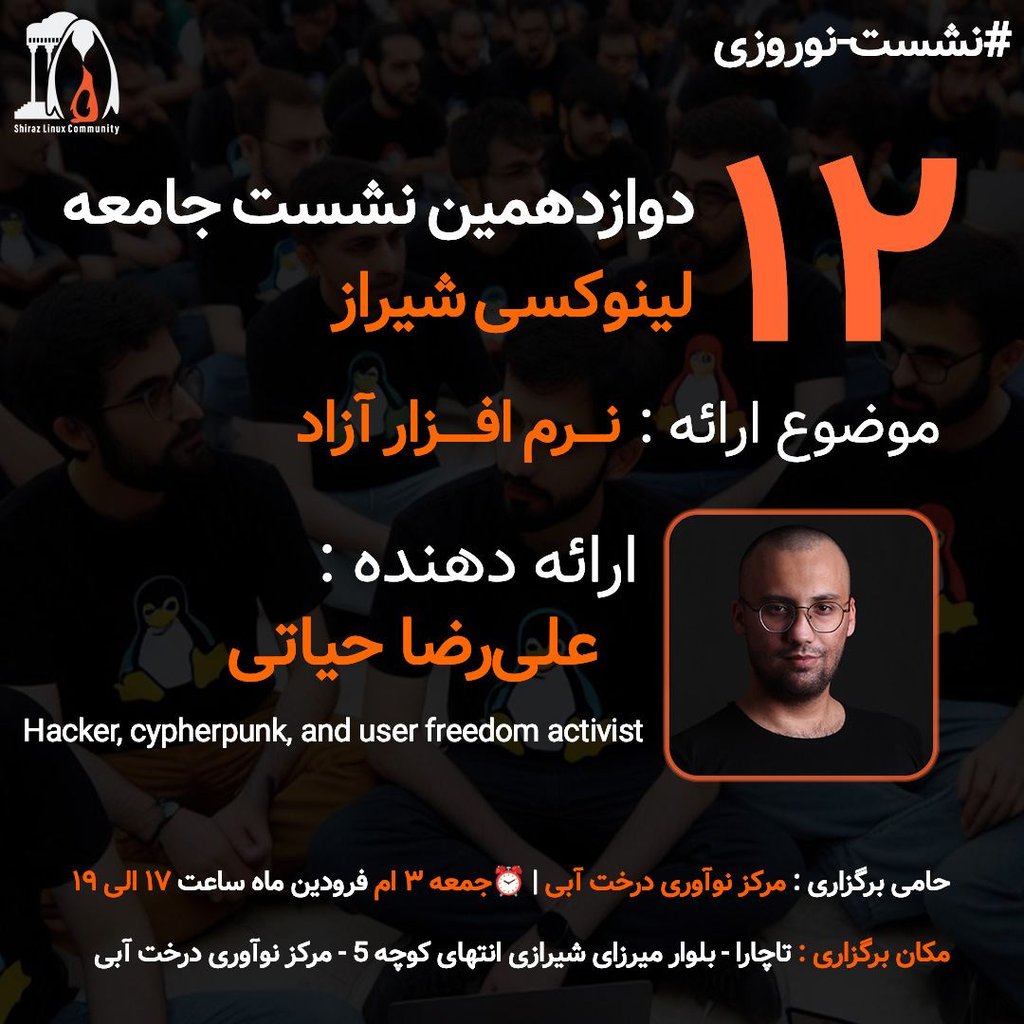 #نشست-نوروزی
Shiraz Linux Community
۱۲
دوازدهمین نشست جامعه
لینوکسی شیراز
موضوع ارائه : نــرم افــزار آزاد
ارائه دهنده :
علی‌رضا حیاتی
Hacker, cypherpunk, and user freedom activist
حامی برگزاری : مرکز نوآوری درخت آبی | ⏰جمعه ۳ ام فرودین ماه ساعت ۱۷ الی ۱۹
مکان برگزاری : تاچارا - بلوار میرزای شیرازی انتهای کوچه 5 - مرکز نوآوری درخت آبی